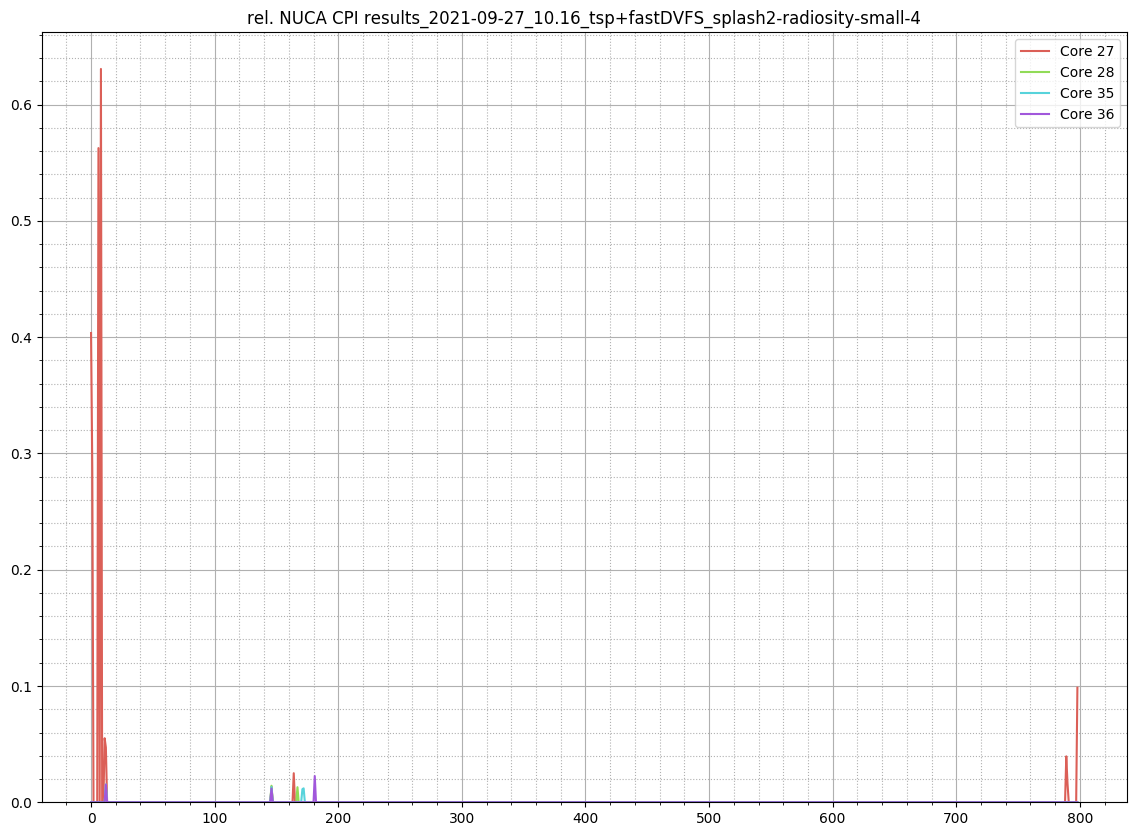 rel. NUCA CPI results_2021-09-27_10.16_tsp+fastDVFS_splash2-radiosity-small-4
Core 27
Core 28
Core 35
Core 36
0.6
0.5
0.4
0.3
0.2
0.1
0.0
0 100 200 300 400 500 600 700 800